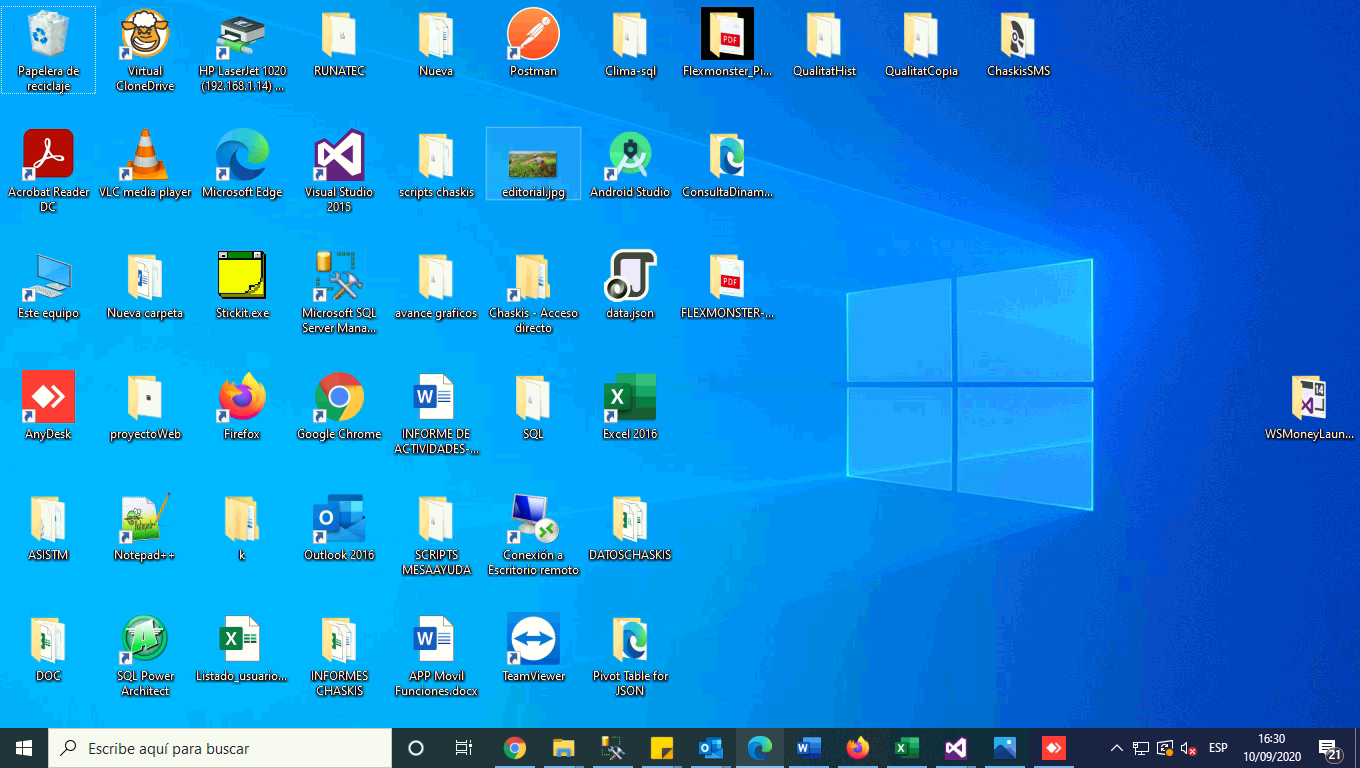 Papelera de
reciclaje
Virtual
CloneDrive
HP LaserJet 1020
(192.168.1.14) ...
RUNATEC
Nueva
Postman
Clima-sql
PDF
Flexmonster_Pi...
QualitatHist
QualitatCopia
ChaskisSMS
Acrobat Reader
DC
VLC media player
Microsoft Edge
Visual Studio
2015
scripts chaskis
editorial.jpg
Android Studio
ConsultaDinam...
Este equipo
Nueva carpeta
Stickit.exe
Microsoft SQL
Server Mana...
avance graficos
Chaskis - Acceso
directo
data.json
PDF
FLEXMONSTER-...
AnyDesk
proyectoWeb
Firefox
Google Chrome
INFORME DE
ACTIVIDADES-...
SQL
Excel 2016
14
WSMoneyLaun...
ASISTM
Notepad++
k
Outlook 2016
SCRIPTS
MESAAYUDA
Conexión a
Escritorio remoto
DATOSCHASKIS
DOC
SQL Power
Architect
Listado_usuario...
INFORMES
CHASKIS
APP Movil
Funciones.docx
TeamViewer
Pivot Table for
JSON
Escribe aquí para buscar
ESP
16:30
10/09/2020
21